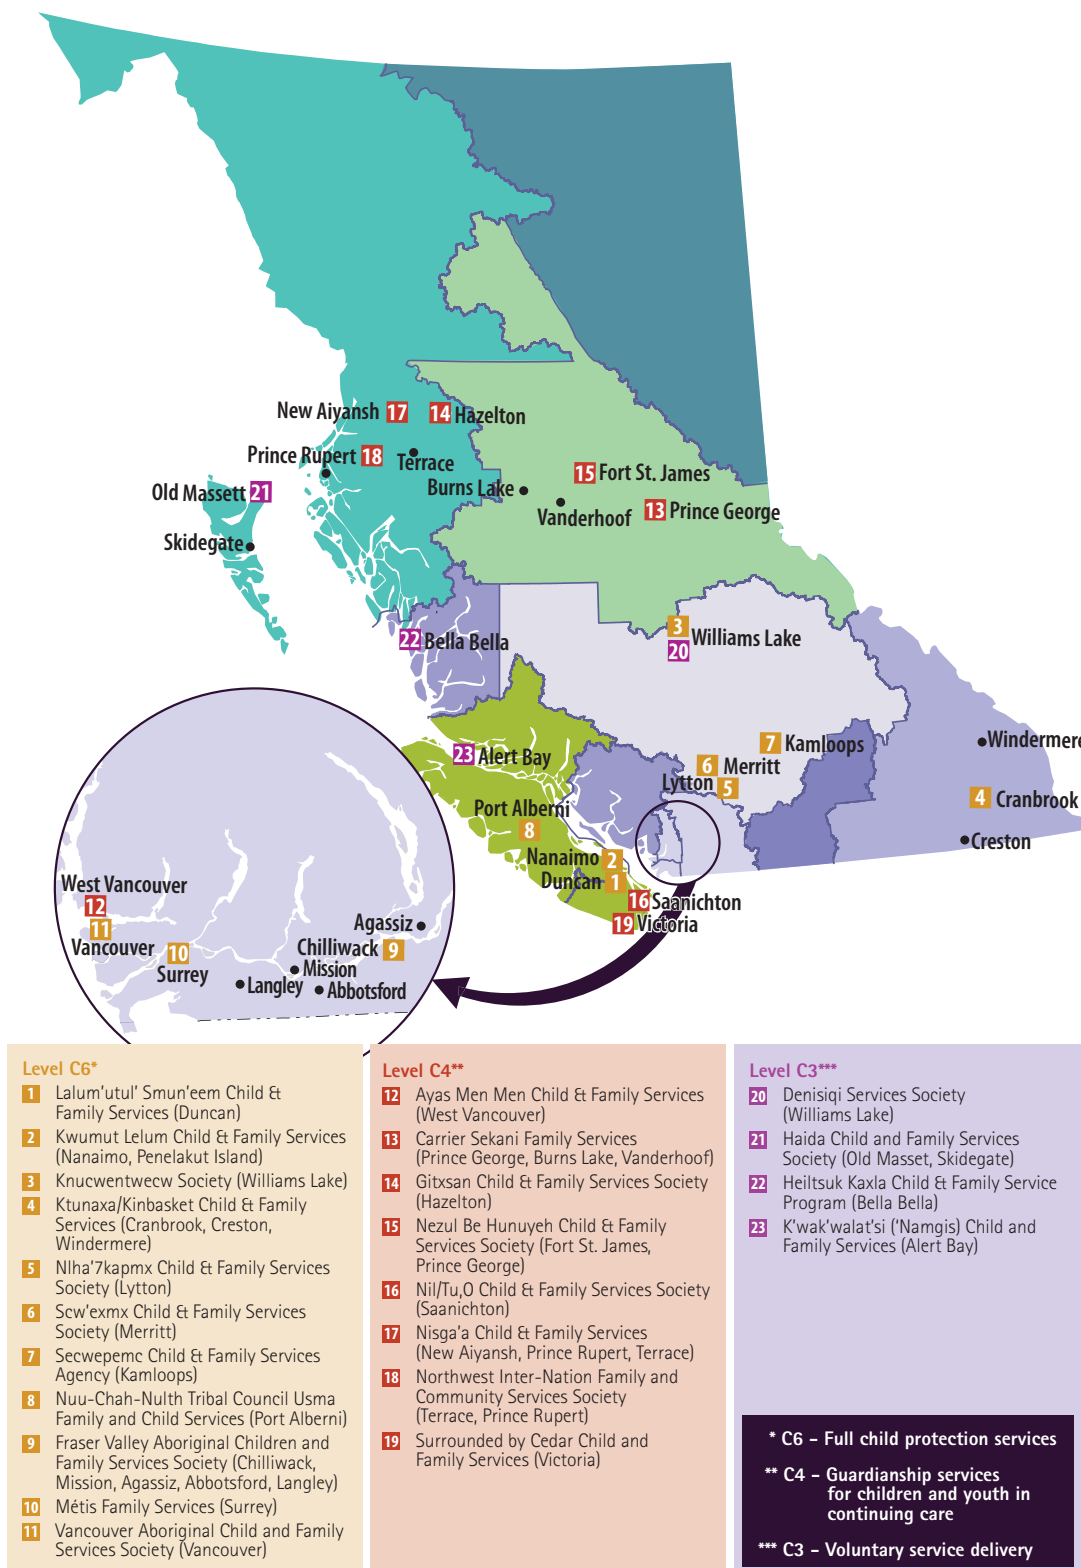 New Aiyansh 17
14 Hazelton
Prince Rupert 18
Terrace
Old Massett 21
Burns Lake
15 Fort St. James
Vanderhoof
13 Prince George
Skidegate
22 Bella Bella
3
20
Williams Lake
23 Alert Bay
7 Kamloops
Windermere
6 Merritt
Lytton 5
4 Cranbrook
Port Alberni
8
Creston
Nanaimo 2
Duncan 1
16 Saanichton
19 Victoria
West Vancouver
12
11
Vancouver
10
Surrey
Agassiz
Chilliwack 9
Mission
Langley
Abbotsford
Level C6*
1 Lalum'utul' Smun'eem Child &
Family Services (Duncan)
2 Kwumut Lelum Child & Family Services
(Nanaimo, Penelakut Island)
3 Knucwentwecw Society (Williams Lake)
4 Ktunaxa/Kinbasket Child & Family
Services (Cranbrook, Creston,
Windermere)
5 Nlha'7kapmx Child & Family Services
Society (Lytton)
6 Scw'exmx Child & Family Services
Society (Merritt)
7 Secwepemc Child & Family Services
Agency (Kamloops)
8 Nuu-Chah-Nulth Tribal Council Usma
Family and Child Services (Port Alberni)
9 Fraser Valley Aboriginal Children and
Family Services Society (Chilliwack,
Mission, Agassiz, Abbotsford, Langley)
10 Métis Family Services (Surrey)
11 Vancouver Aboriginal Child and Family
Services Society (Vancouver)
Level C4**
12 Ayas Men Men Child & Family Services
(West Vancouver)
13 Carrier Sekani Family Services
(Prince George, Burns Lake, Vanderhoof)
14 Gitxsan Child & Family Services Society
(Hazelton)
15 Nezul Be Hunuyeh Child & Family
Services Society (Fort St. James,
Prince George)
16 Nil/Tu,O Child & Family Services Society
(Saanichton)
17 Nisga'a Child & Family Services
(New Aiyansh, Prince Rupert, Terrace)
18 Northwest Inter-Nation Family and
Community Services Society
(Terrace, Prince Rupert)
19 Surrounded by Cedar Child and
Family Services (Victoria)
Level C3***
20 Denisiqi Services Society
(Williams Lake)
21 Haida Child and Family Services
Society (Old Masset, Skidegate)
22 Heiltsuk Kaxla Child & Family Service
Program (Bella Bella)
23 K'wak'walat'si ('Namgis) Child and
Family Services (Alert Bay)
* C6 – Full child protection services
** C4 – Guardianship services
for children and youth in
continuing care
*** C3 – Voluntary service delivery